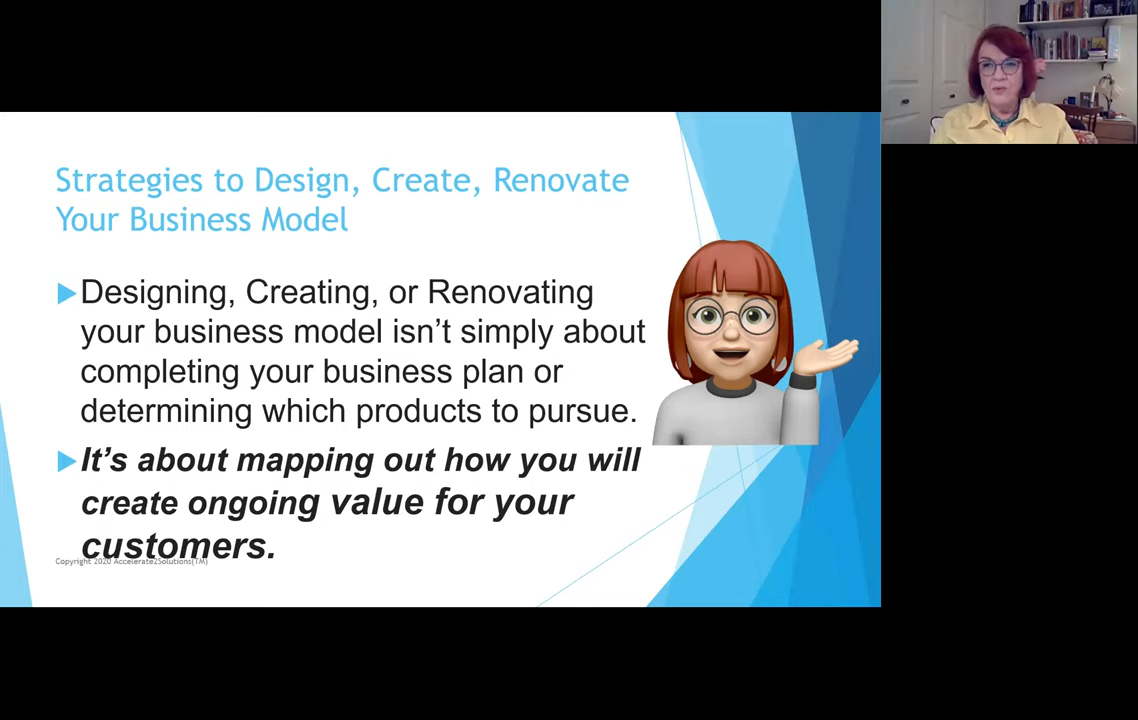 Strategies to Design, Create, Renovate
Your Business Model
Designing, Creating, or Renovating
your business model isn’t simply about
completing your business plan or
determining which products to pursue.
It’s about mapping out how you will
create ongoing value for your
customers.
Copyright 2020 Accelerate2Solutions(TM)